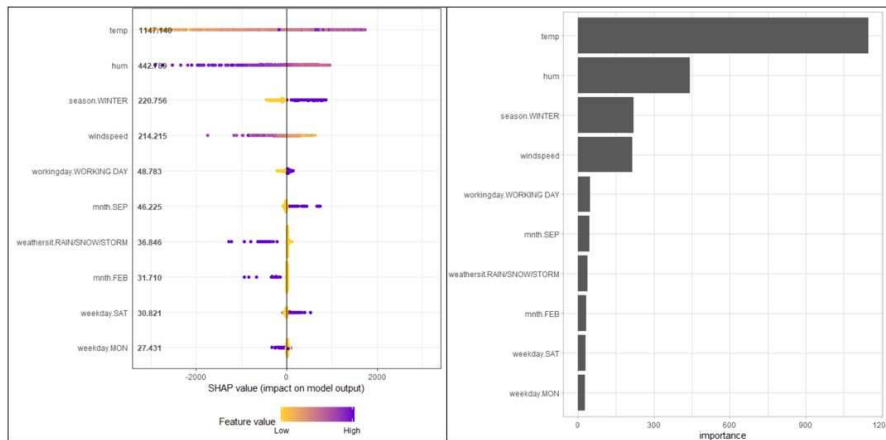 temp 1147.140
hum 442.780
season.WINTER 220.756
windspeed 214.215
workingday.WORKING DAY 48.783
mnth.SEP 46.225
weathersit.RAIN/SNOW/STORM 36.846
mnth.FEB 31.710
weekday.SAT 30.821
weekday.MON 27.431
-2000 0 2000
SHAP value (impact on model output)
Feature value
Low High
temp
hum
season.WINTER
windspeed
workingday.WORKING DAY
mnth.SEP
weathersit.RAIN/SNOW/STORM
mnth.FEB
weekday.SAT
weekday.MON
0 300 600 900
importance